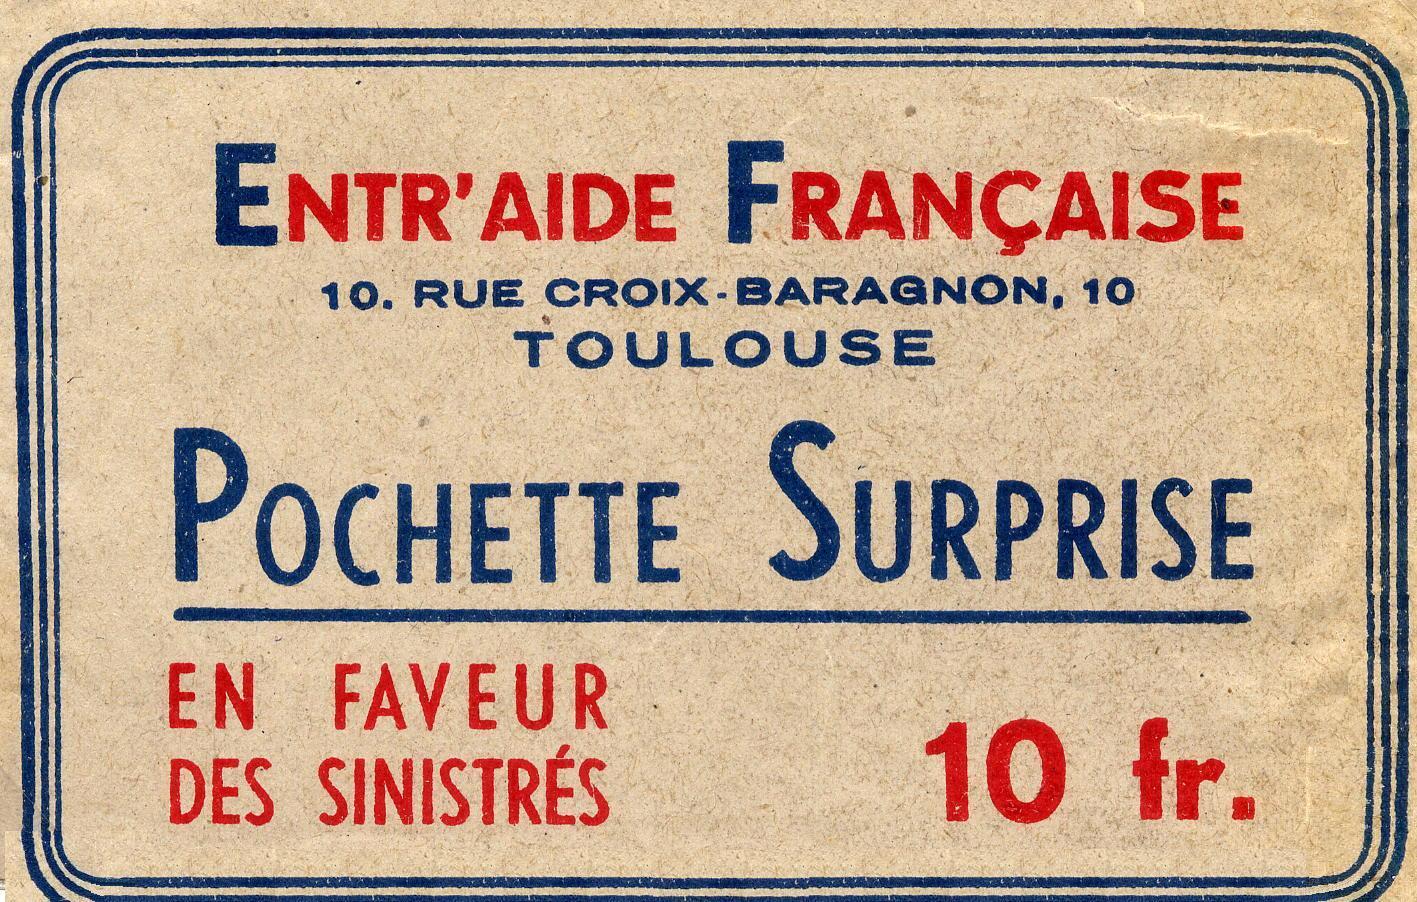 ENTR'AIDE FRANÇAISE
10. RUE CROIX-BARAGNON, 10
TOULOUSE
POCHETTE SURPRISE
EN FAVEUR
DES SINISTRÉS
10 fr.